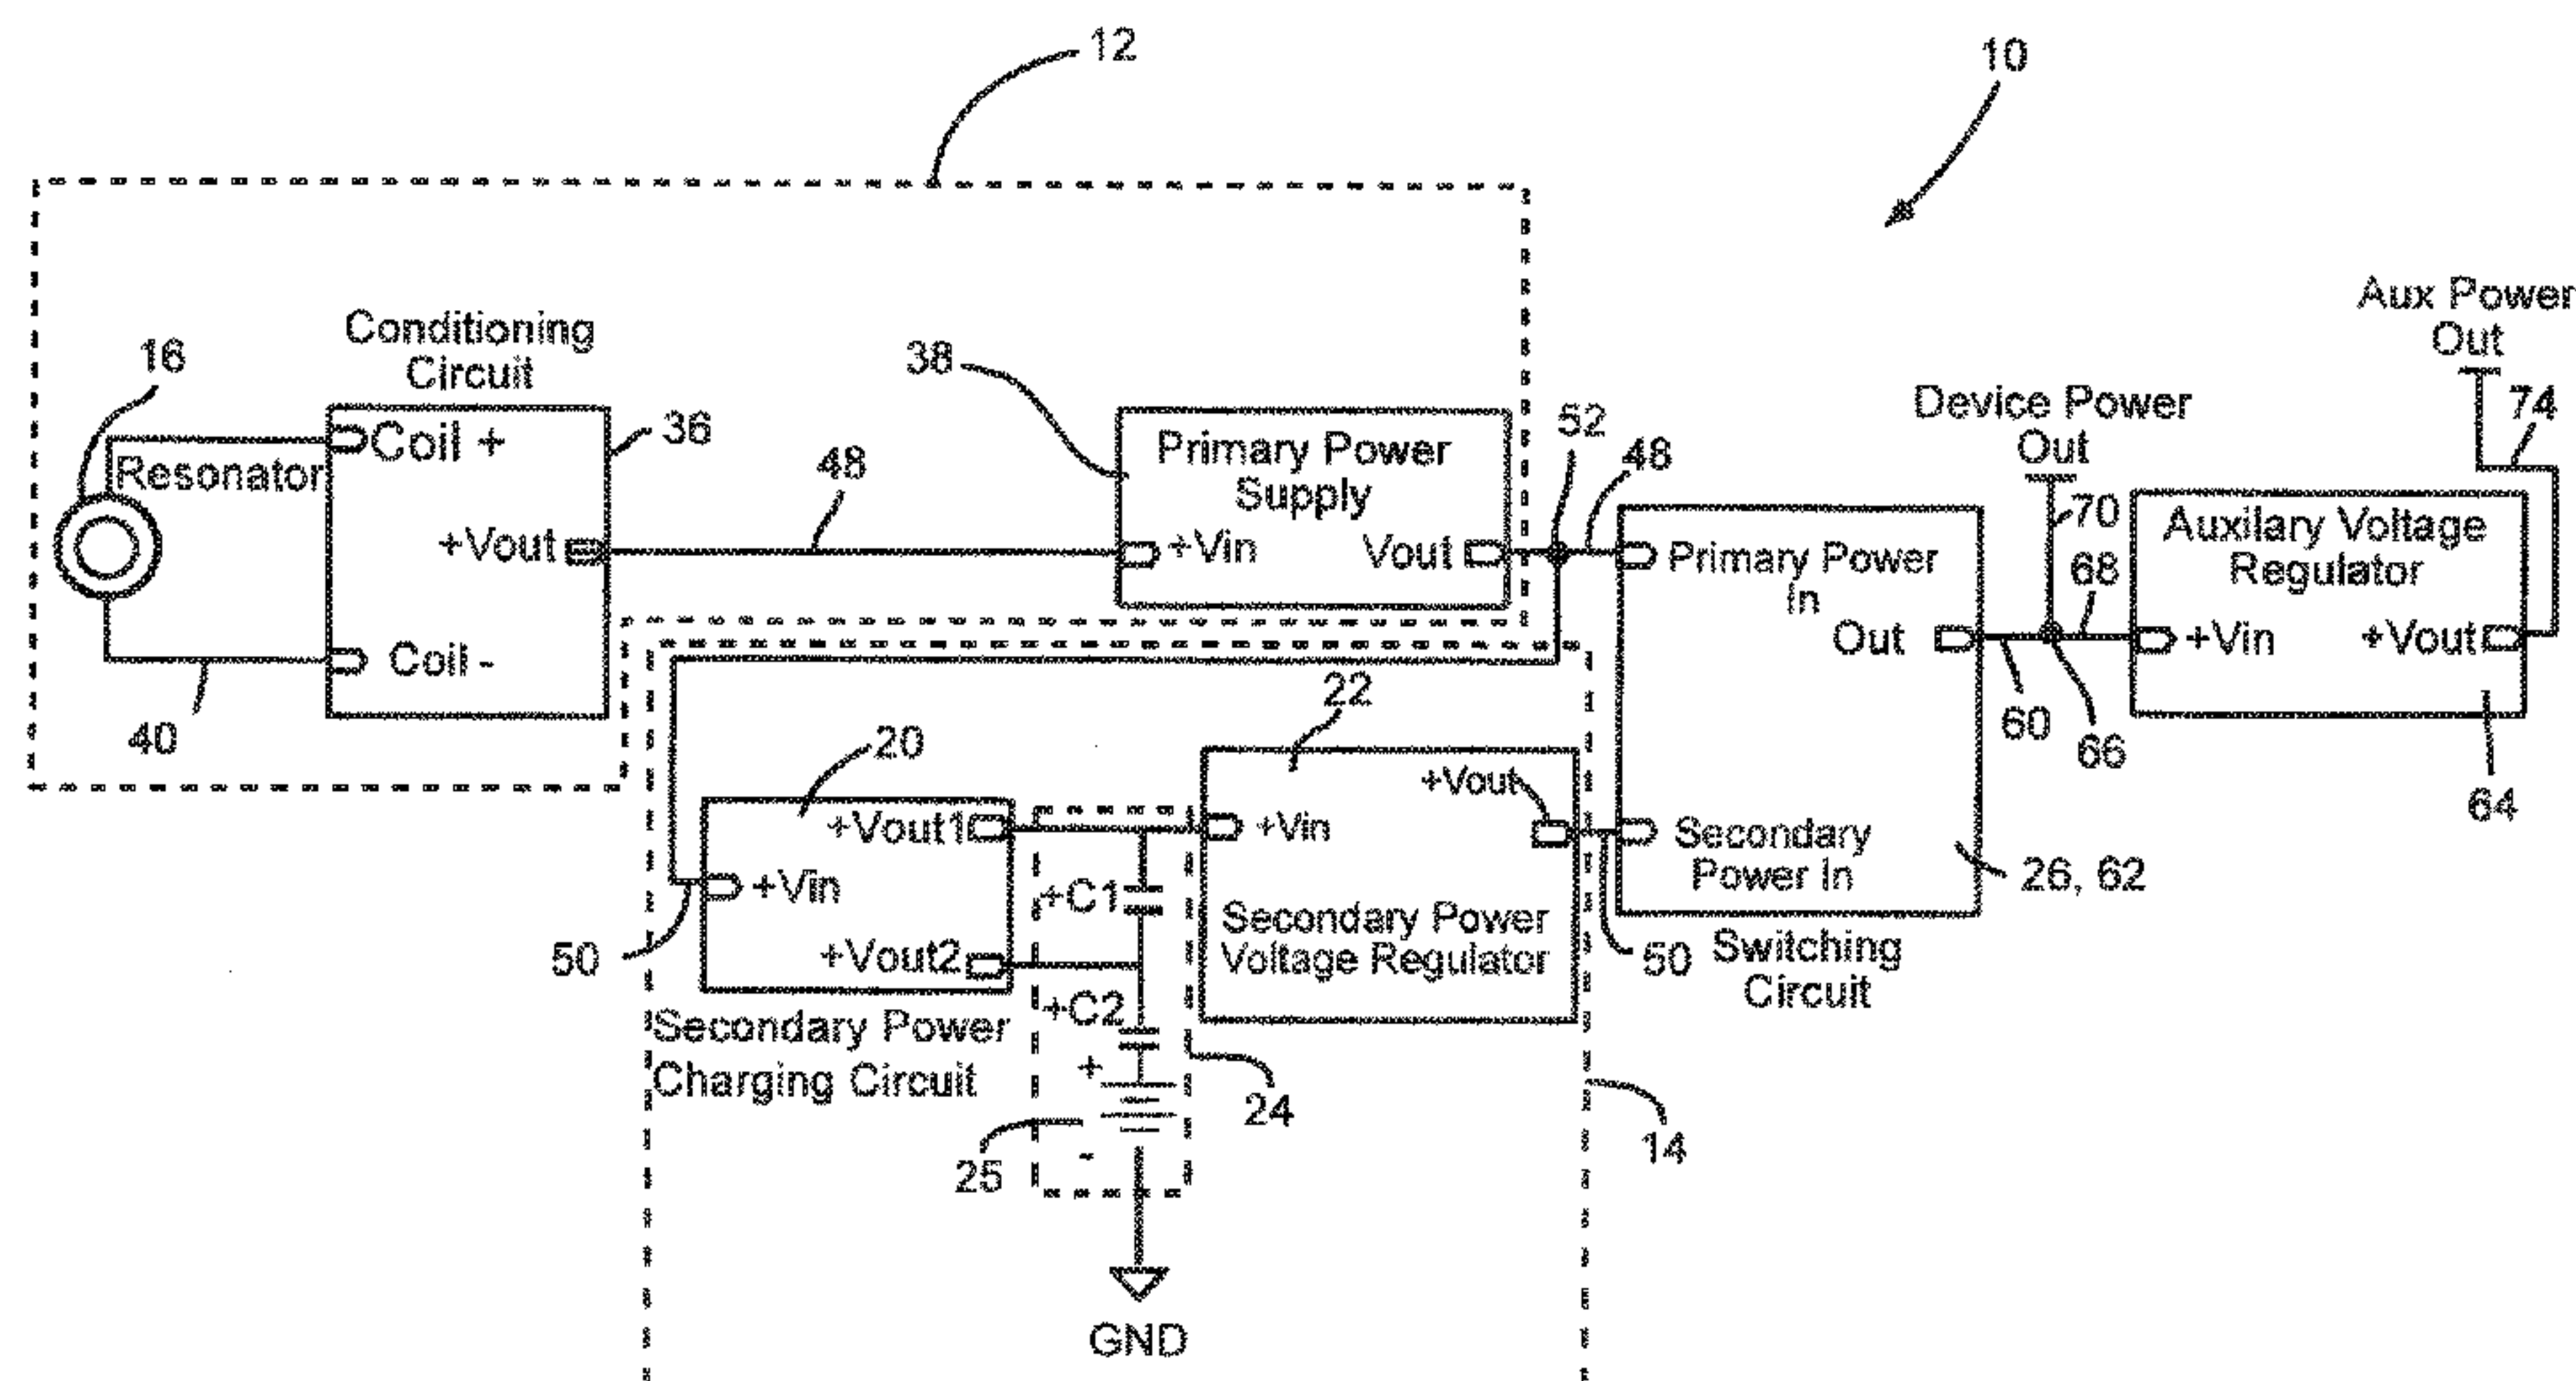 12
10
Aux Power
Out
74
Conditioning
Circuit
16
Resonator
Coil +
36
+Vout
Coil -
40
48
38
Primary Power
Supply
+Vin
Vout
52
48
Device Power
Out
70
68
Auxilary Voltage
Regulator
+Vin
+Vout
64
Primary Power
In
Out
60
66
Secondary
Power In
26, 62
Switching
Circuit
50
20
+Vout1
+Vin
+Vout2
50
Secondary Power
Charging Circuit
+C1
+C2
+
-
25
24
22
+Vout
+Vin
Secondary Power
Voltage Regulator
14
GND